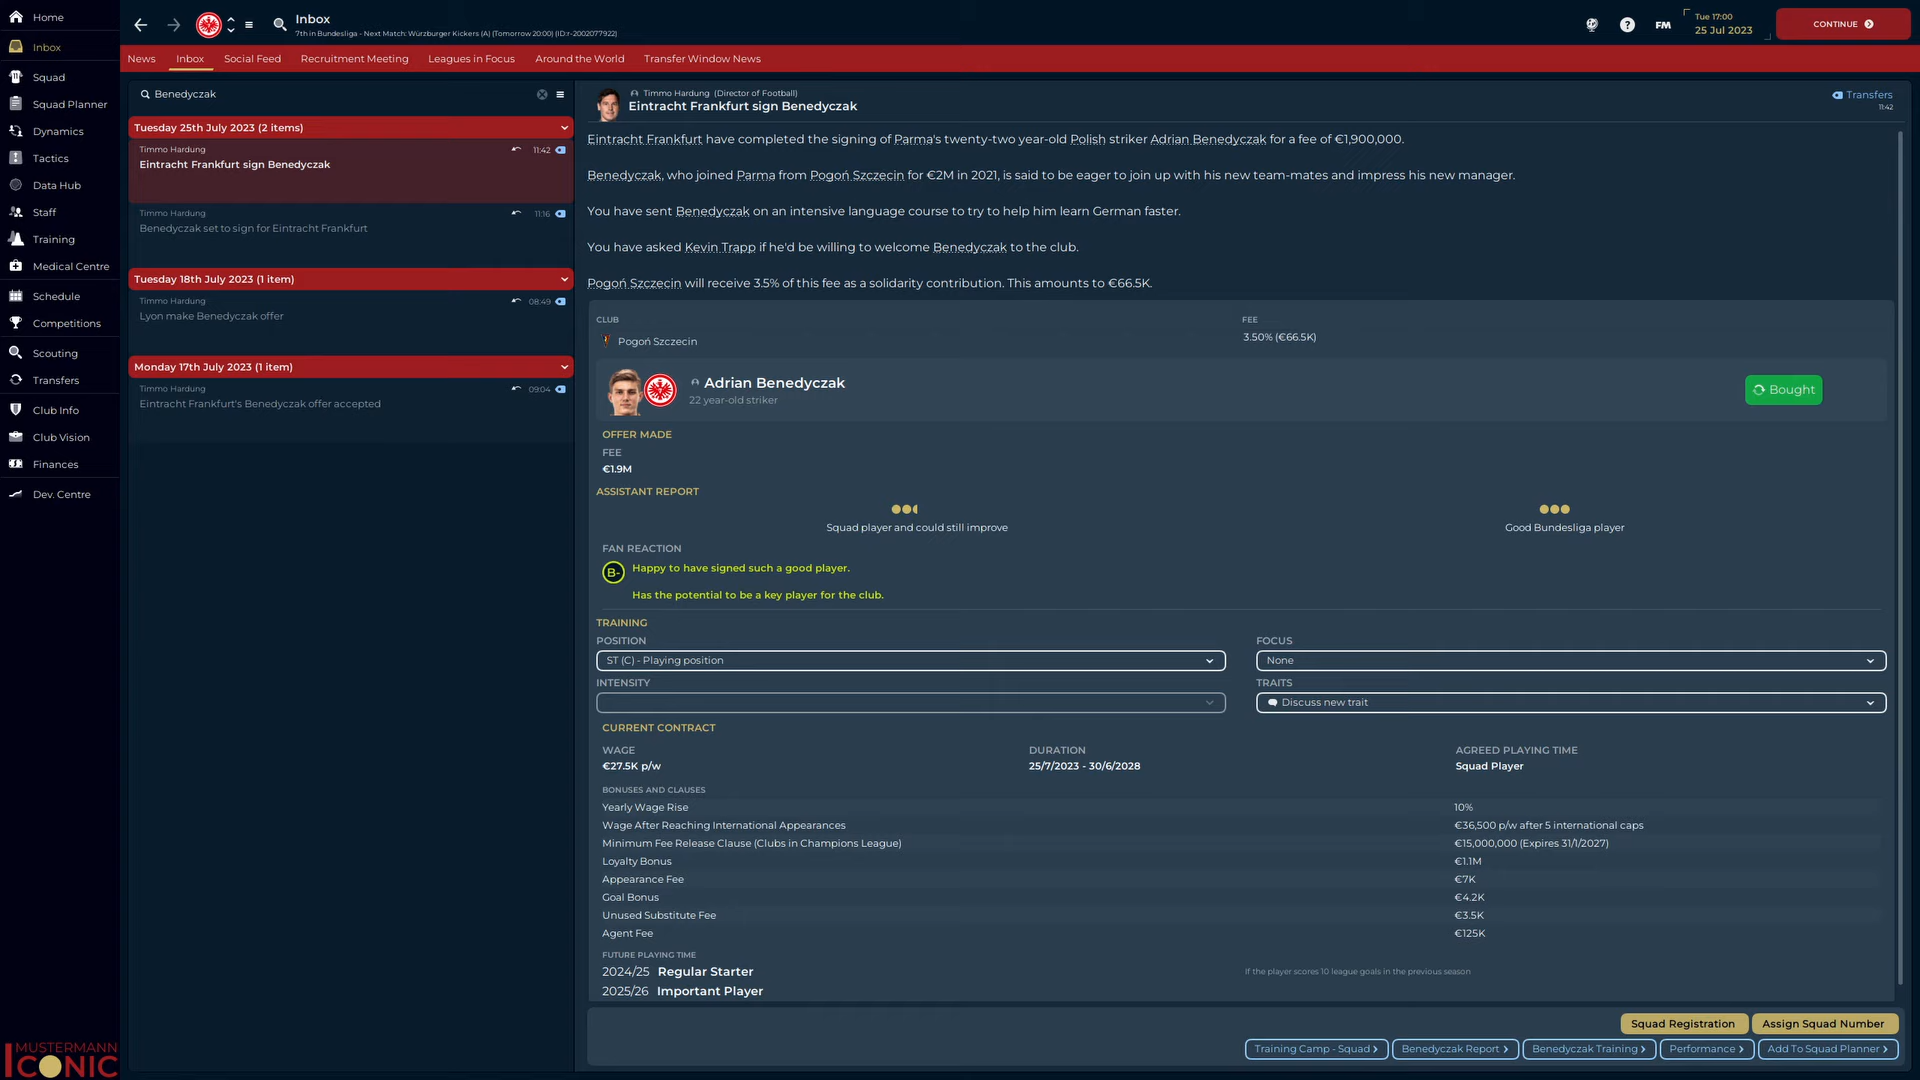 Home
Inbox
Squad
Squad Planner
Dynamics
Tactics
Data Hub
Staff
Training
Medical Centre
Schedule
Competitions
Scouting
Transfers
Club Info
Club Vision
Finances
Dev. Centre
MUSTERMANN
ICONIC
Inbox
7th in Bundesliga - Next Match: Würzburger Kickers (A) (Tomorrow 20:00) (ID:r-2002077922)
FM
Tue 17:00
25 Jul 2023
CONTINUE
News
Inbox
Social Feed
Recruitment Meeting
Leagues in Focus
Around the World
Transfer Window News
Benedyczak
Tuesday 25th July 2023 (2 items)
Timmo Hardung 11:42
Eintracht Frankfurt sign Benedyczak
Timmo Hardung 11:16
Benedyczak set to sign for Eintracht Frankfurt
Tuesday 18th July 2023 (1 item)
Timmo Hardung 08:49
Lyon make Benedyczak offer
Monday 17th July 2023 (1 item)
Timmo Hardung 09:04
Eintracht Frankfurt's Benedyczak offer accepted
Timmo Hardung (Director of Football)
Eintracht Frankfurt sign Benedyczak
Transfers
11:42
Eintracht Frankfurt have completed the signing of Parma's twenty-two year-old Polish striker Adrian Benedyczak for a fee of €1,900,000.
Benedyczak, who joined Parma from Pogoń Szczecin for €2M in 2021, is said to be eager to join up with his new team-mates and impress his new manager.
You have sent Benedyczak on an intensive language course to try to help him learn German faster.
You have asked Kevin Trapp if he'd be willing to welcome Benedyczak to the club.
Pogoń Szczecin will receive 3.5% of this fee as a solidarity contribution. This amounts to €66.5K.
CLUB FEE
Pogoń Szczecin 3.50% (€66.5K)
Adrian Benedyczak
22 year-old striker
Bought
OFFER MADE
FEE
€1.9M
ASSISTANT REPORT
Squad player and could still improve
Good Bundesliga player
FAN REACTION
B-
Happy to have signed such a good player.
Has the potential to be a key player for the club.
TRAINING
POSITION FOCUS
ST (C) - Playing position None
INTENSITY TRAITS
Discuss new trait
CURRENT CONTRACT
WAGE DURATION AGREED PLAYING TIME
€27.5K p/w 25/7/2023 - 30/6/2028 Squad Player
BONUSES AND CLAUSES
Yearly Wage Rise 10%
Wage After Reaching International Appearances €36,500 p/w after 5 international caps
Minimum Fee Release Clause (Clubs in Champions League) €15,000,000 (Expires 31/1/2027)
Loyalty Bonus €1.1M
Appearance Fee €7K
Goal Bonus €4.2K
Unused Substitute Fee €3.5K
Agent Fee €125K
FUTURE PLAYING TIME
2024/25 Regular Starter If the player scores 10 league goals in the previous season
2025/26 Important Player
Squad Registration
Assign Squad Number
Training Camp - Squad
Benedyczak Report
Benedyczak Training
Performance
Add To Squad Planner